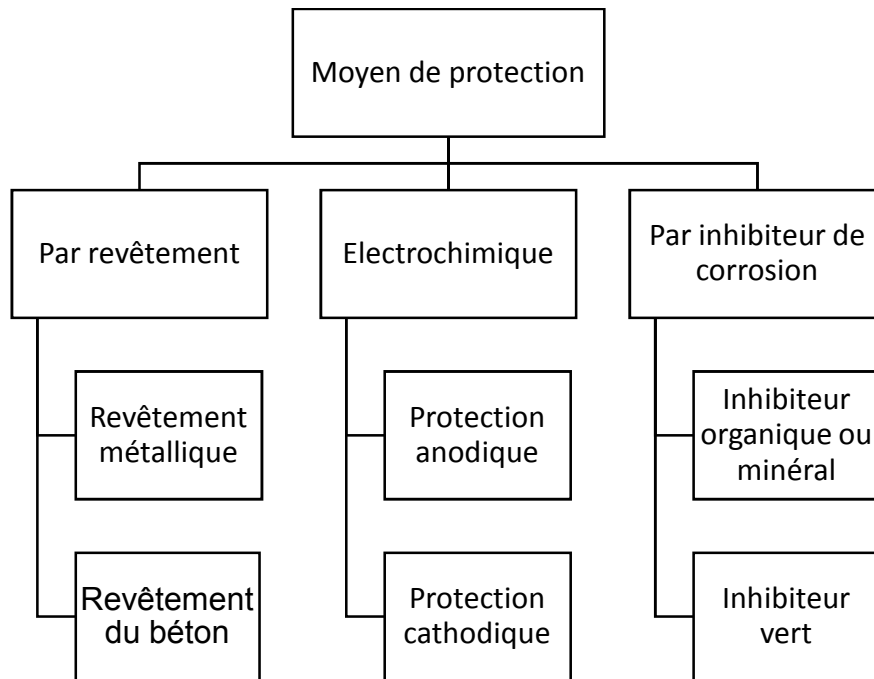 Moyen de protection
Par revêtement
Electrochimique
Par inhibiteur de
corrosion
Revêtement
métallique
Protection
anodique
Inhibiteur
organique ou
minéral
Revêtement
du béton
Protection
cathodique
Inhibiteur
vert